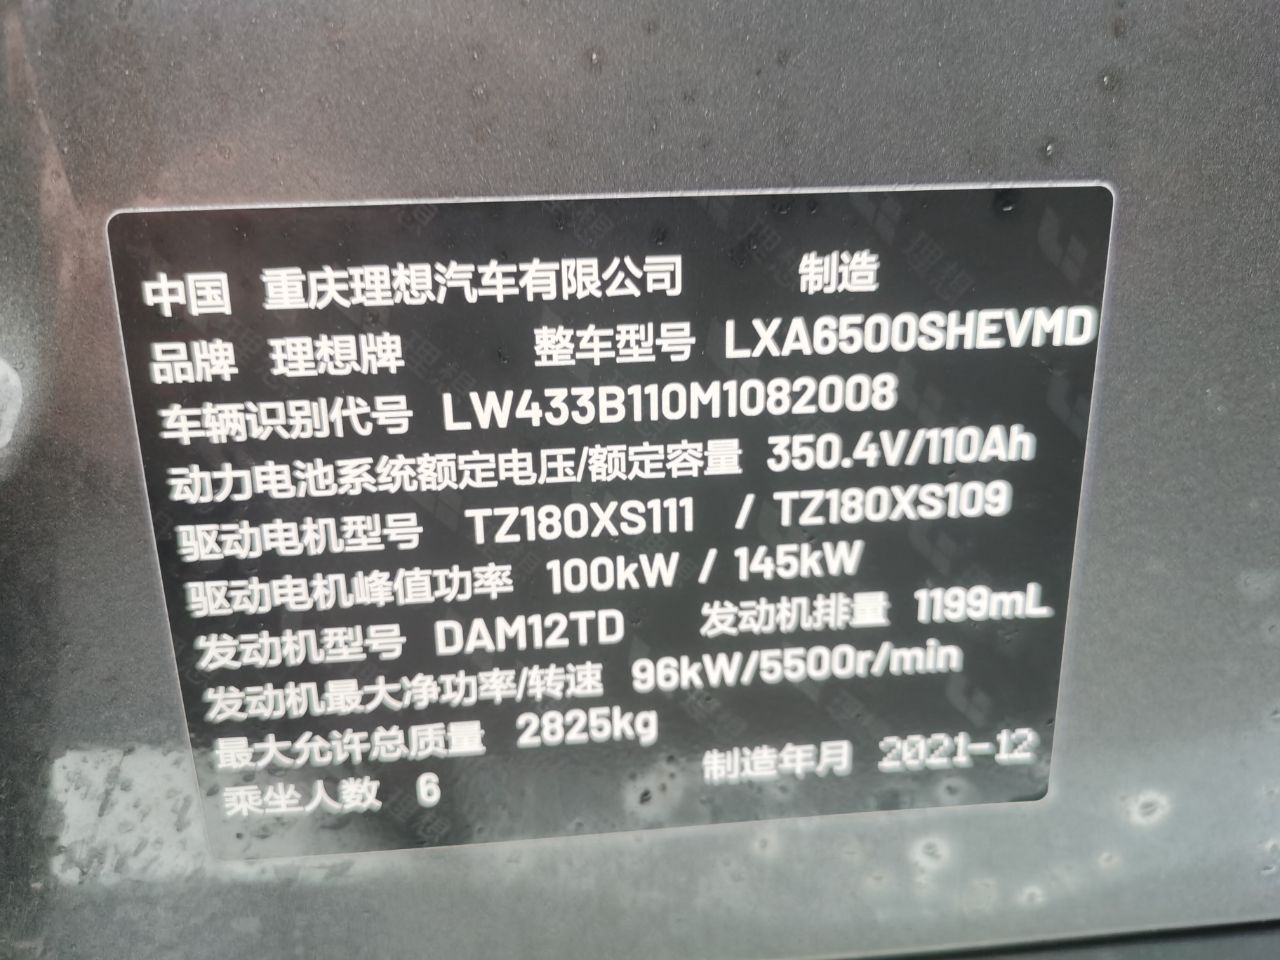 中国 重庆理想汽车有限公司 制造
品牌 理想牌 整车型号 LXA6500SHEVMD
车辆识别代号 LW433B110M1082008
动力电池系统额定电压/额定容量 350.4V/110Ah
驱动电机型号 TZ180XS111 / TZ180XS109
驱动电机峰值功率 100kW / 145kW
发动机型号 DAM12TD 发动机排量 1199mL
发动机最大净功率/转速 96kW/5500r/min
最大允许总质量 2825kg
乘坐人数 6 制造年月 2021-12